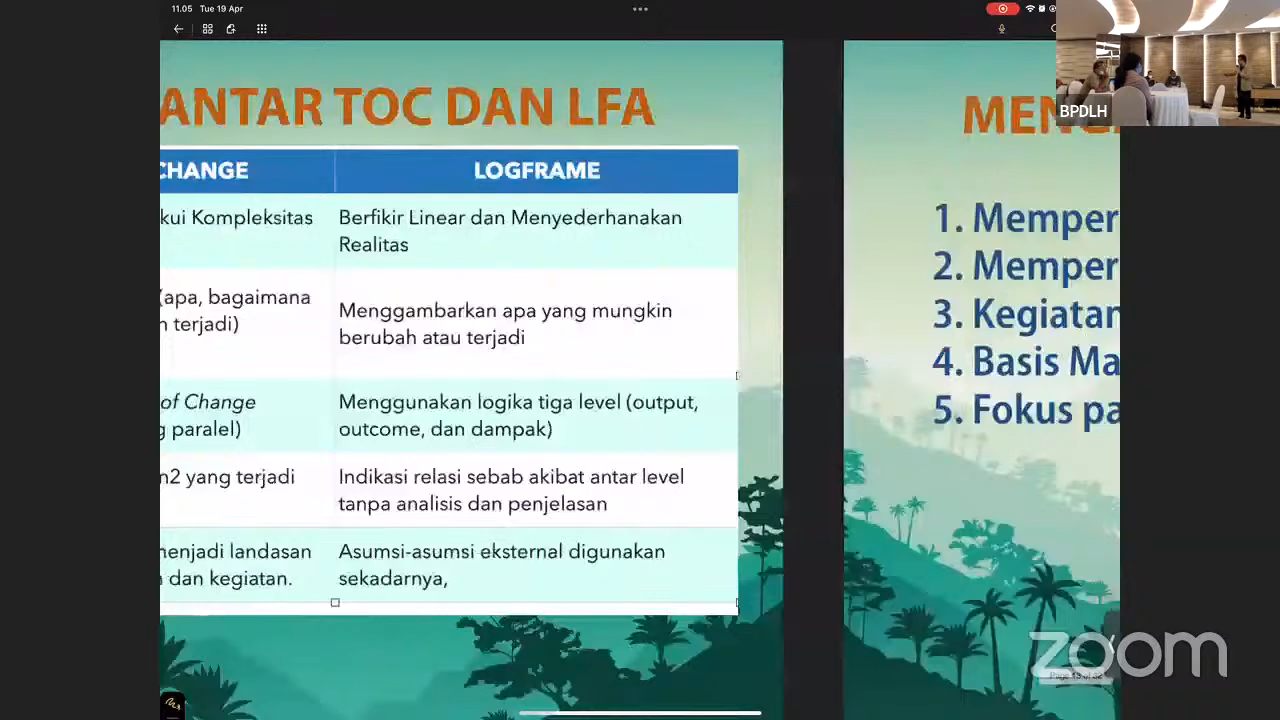 11.05 Tue 19 Apr
BPDLH
ANTAR TOC DAN LFA
CHANGE
LOGFRAME
kui Kompleksitas
Berfikir Linear dan Menyederhanakan
Realitas
(apa, bagaimana
terjadi)
Menggambarkan apa yang mungkin
berubah atau terjadi
of Change
paralel)
Menggunakan logika tiga level (output,
outcome, dan dampak)
n2 yang terjadi
Indikasi relasi sebab akibat antar level
tanpa analisis dan penjelasan
menjadi landasan
dan kegiatan.
Asumsi-asumsi eksternal digunakan
sekadarnya,
1. Memper
2. Memper
3. Kegiatan
4. Basis Ma
5. Fokus pa
zoom